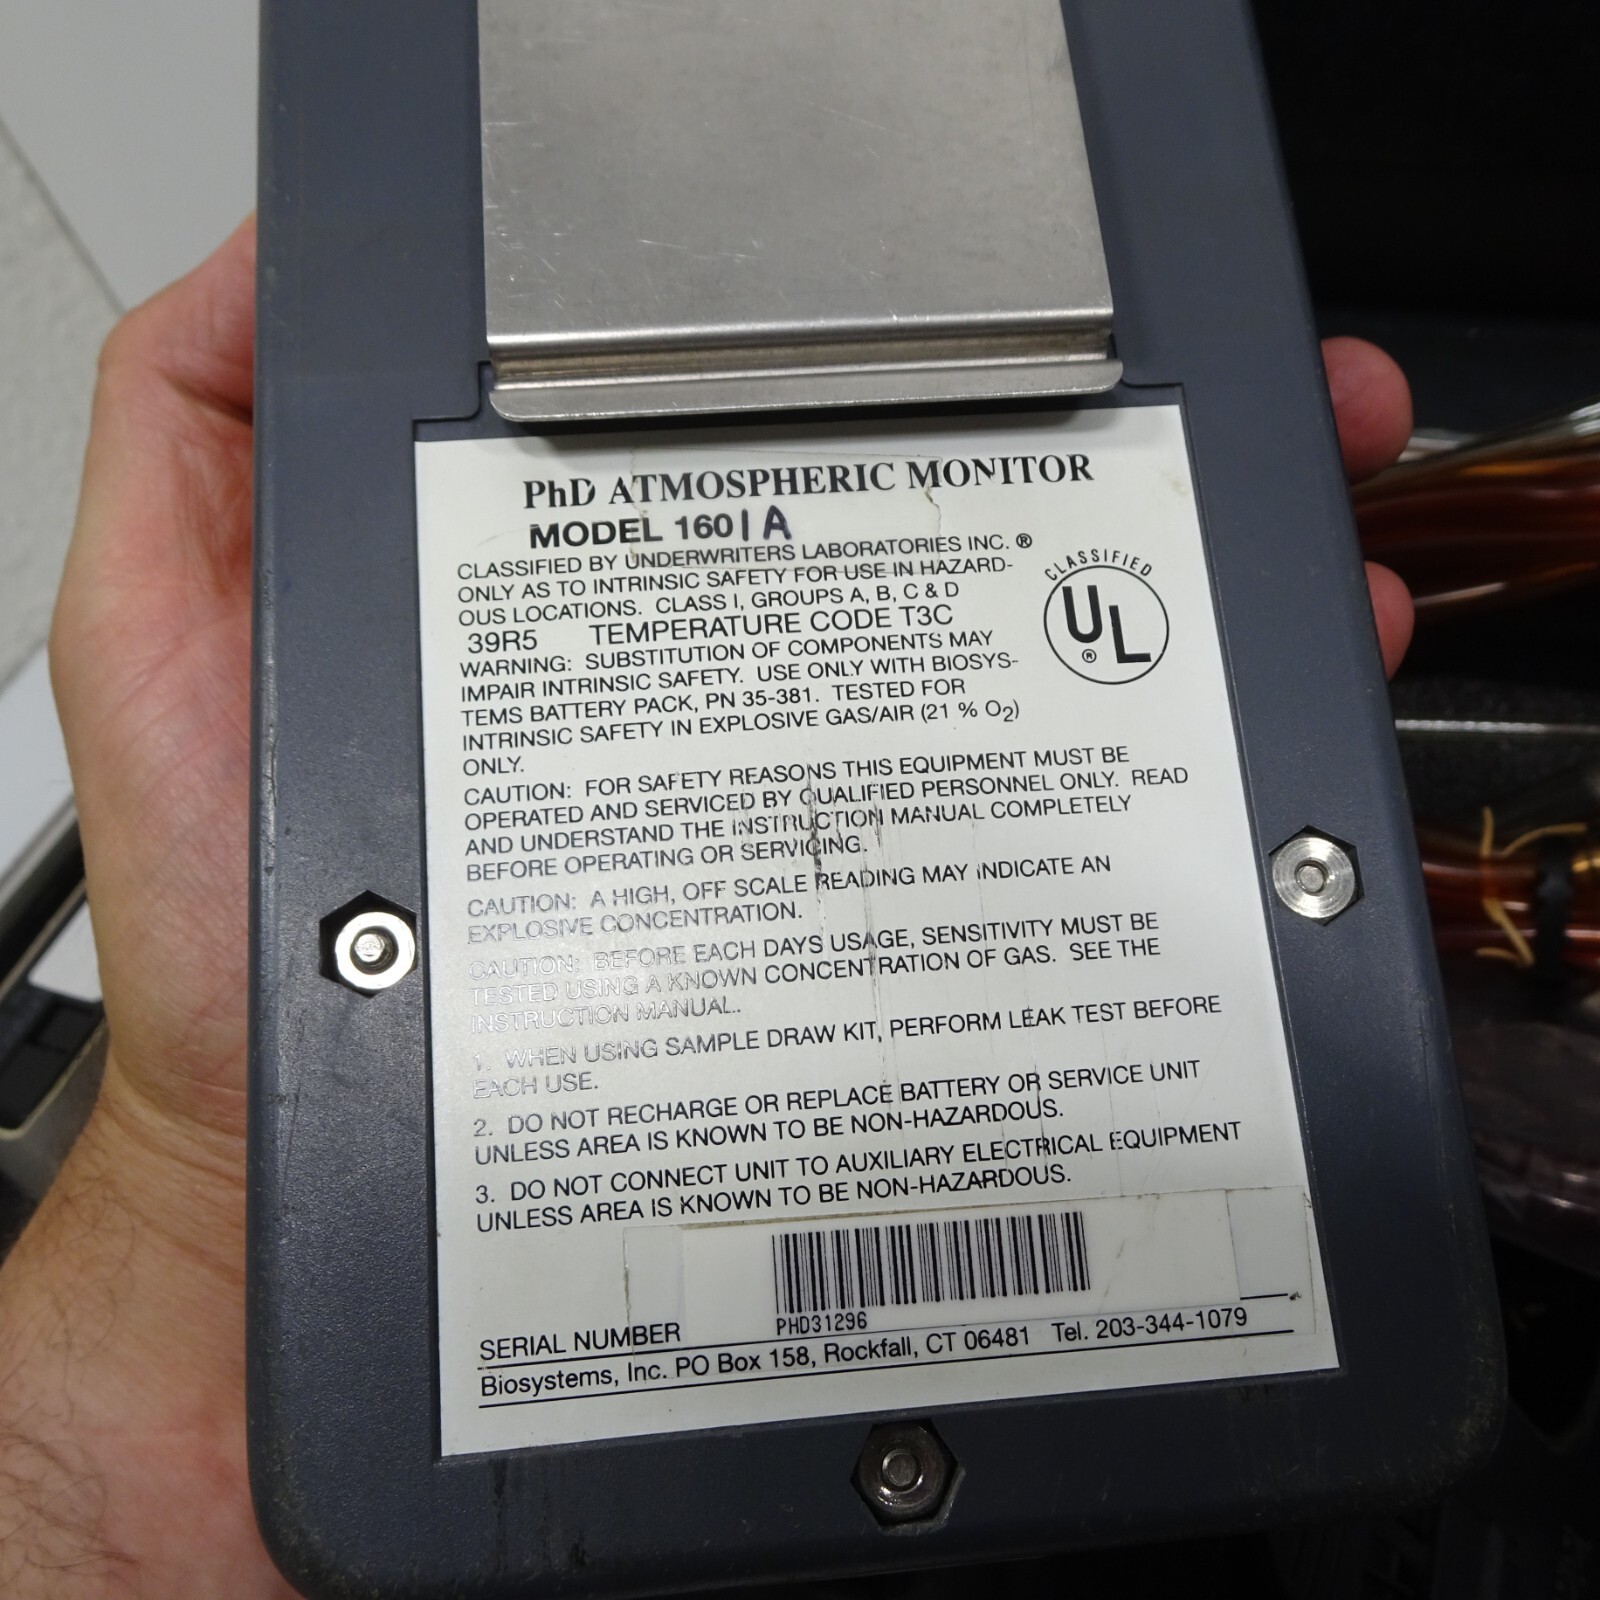 PhD ATMOSPHERIC MONITOR
MODEL 1601A
CLASSIFIED BY UNDERWRITERS LABORATORIES INC. ®
ONLY AS TO INTRINSIC SAFETY FOR USE IN HAZARD-
OUS LOCATIONS. CLASS I, GROUPS A, B, C & D
39R5 TEMPERATURE CODE T3C
WARNING: SUBSTITUTION OF COMPONENTS MAY
IMPAIR INTRINSIC SAFETY. USE ONLY WITH BIOSYS-
TEMS BATTERY PACK, PN 35-381. TESTED FOR
INTRINSIC SAFETY IN EXPLOSIVE GAS/AIR (21 % O2)
ONLY.
CLASSIFIED
UL
®
CAUTION: FOR SAFETY REASONS THIS EQUIPMENT MUST BE
OPERATED AND SERVICED BY QUALIFIED PERSONNEL ONLY. READ
AND UNDERSTAND THE INSTRUCTION MANUAL COMPLETELY
BEFORE OPERATING OR SERVICING.
CAUTION: A HIGH, OFF SCALE READING MAY INDICATE AN
EXPLOSIVE CONCENTRATION.
CAUTION: BEFORE EACH DAYS USAGE, SENSITIVITY MUST BE
TESTED USING A KNOWN CONCENTRATION OF GAS. SEE THE
INSTRUCTION MANUAL..
1. WHEN USING SAMPLE DRAW KIT, PERFORM LEAK TEST BEFORE
EACH USE.
2. DO NOT RECHARGE OR REPLACE BATTERY OR SERVICE UNIT
UNLESS AREA IS KNOWN TO BE NON-HAZARDOUS.
3. DO NOT CONNECT UNIT TO AUXILIARY ELECTRICAL EQUIPMENT
UNLESS AREA IS KNOWN TO BE NON-HAZARDOUS.
SERIAL NUMBER PHD31296
Biosystems, Inc. PO Box 158, Rockfall, CT 06481 Tel. 203-344-1079